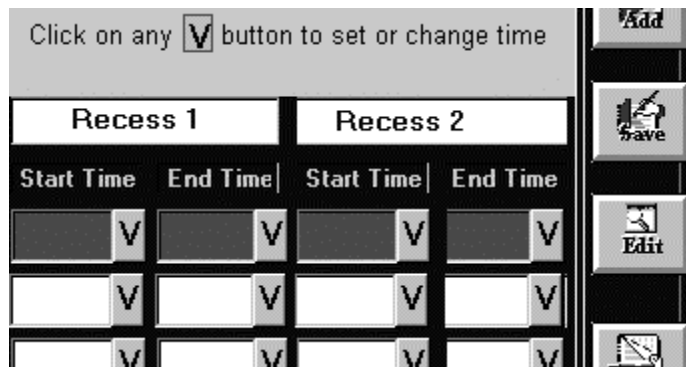 Click on any V button to set or change time
Add
Recess 1 Recess 2
Save
Start Time End Time Start Time End Time
V V V V
Edit
V V V V
V V V V